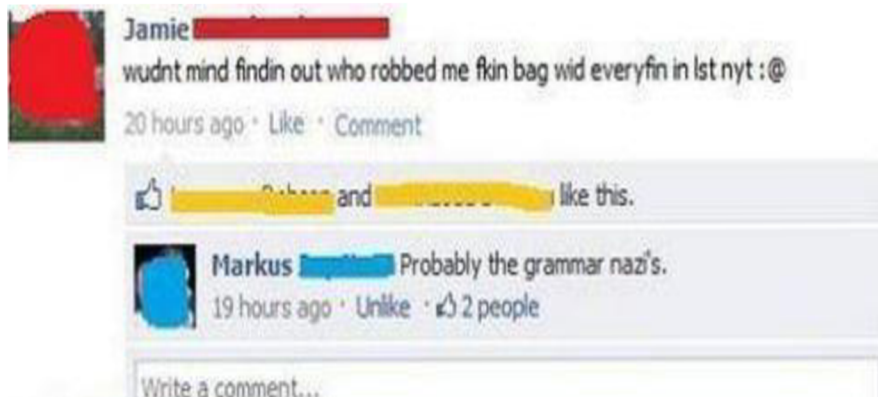 Jamie
wudnt mind findin out who robbed me fkin bag wid everyfin in lst nyt :@
20 hours ago · Like · Comment
and like this.
Markus Probably the grammar nazi's.
19 hours ago · Unlike · 2 people
Write a comment...